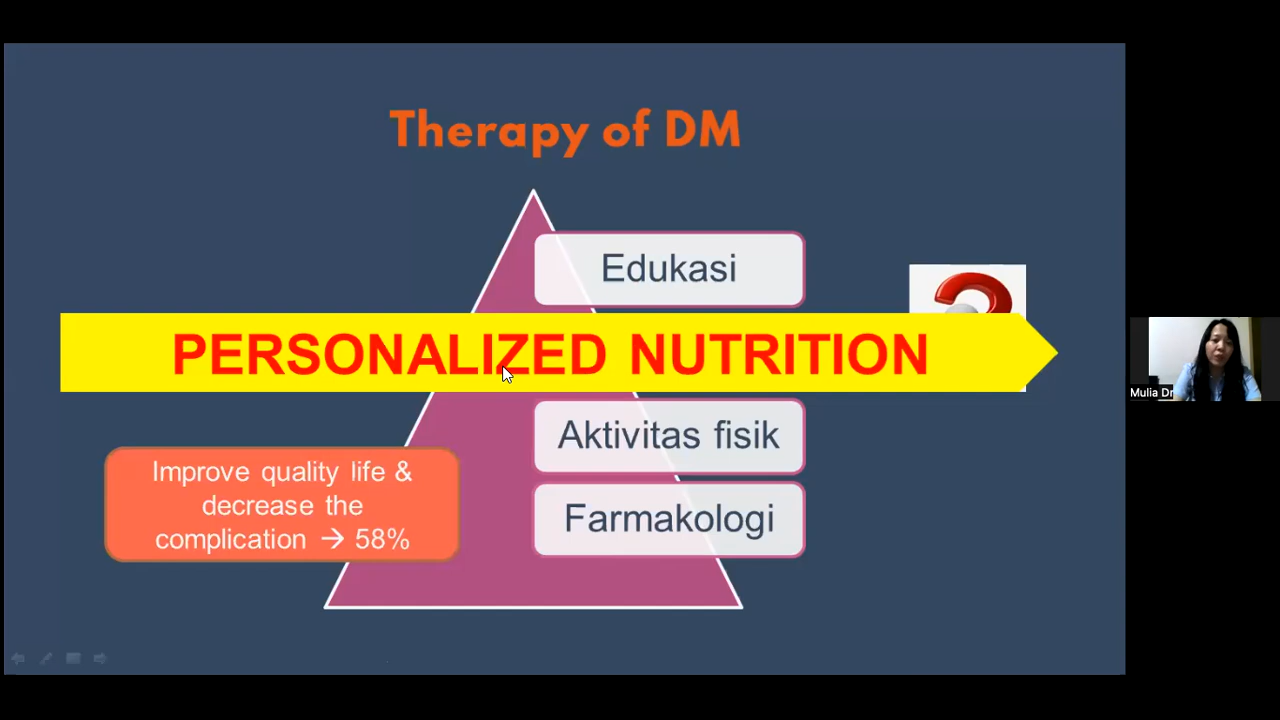 Therapy of DM
Edukasi
PERSONALIZED NUTRITION
Aktivitas fisik
Farmakologi
Improve quality life &
decrease the
complication → 58%
Mulia Dr